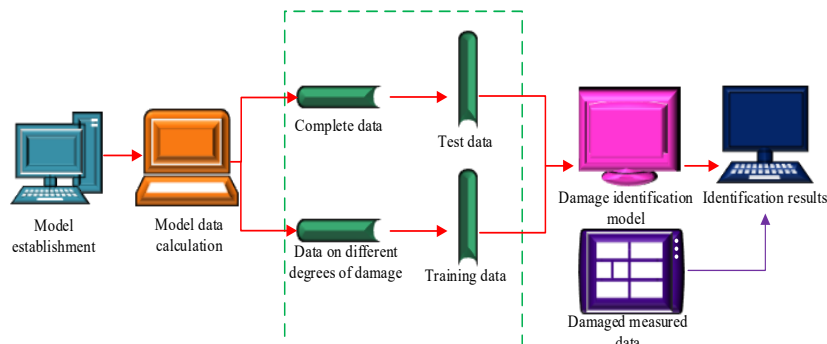 Model
establishment
Model data
calculation
Complete data
Test data
Data on different
degrees of damage
Training data
Damage identification
model
Identification results
Damaged measured
data